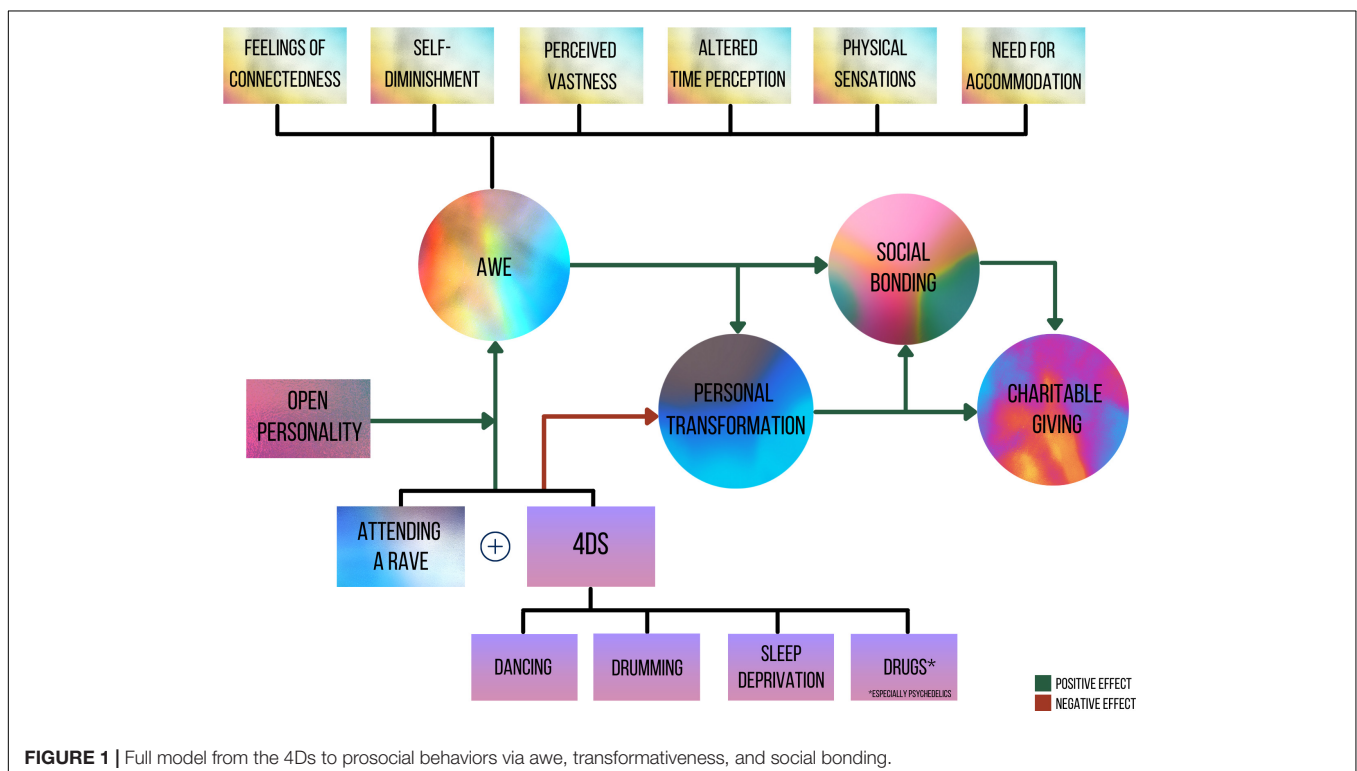 FEELINGS OF
CONNECTEDNESS
SELF-
DIMINISHMENT
PERCEIVED
VASTNESS
ALTERED
TIME PERCEPTION
PHYSICAL
SENSATIONS
NEED FOR
ACCOMMODATION
AWE
SOCIAL
BONDING
OPEN
PERSONALITY
PERSONAL
TRANSFORMATION
CHARITABLE
GIVING
ATTENDING
A RAVE
+
4DS
DANCING
DRUMMING
SLEEP
DEPRIVATION
DRUGS*
*ESPECIALLY PSYCHEDELICS
POSITIVE EFFECT
NEGATIVE EFFECT
FIGURE 1 | Full model from the 4Ds to prosocial behaviors via awe, transformativeness, and social bonding.